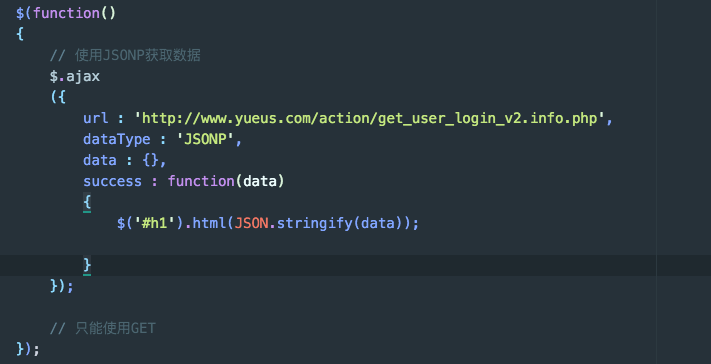 $(function()
{
// 使用JSONP获取数据
$.ajax
({
url : 'http://www.yueus.com/action/get_user_login_v2.info.php',
dataType : 'JSONP',
data : {},
success : function(data)
{
$('#h1').html(JSON.stringify(data));
}
});
// 只能使用GET
});